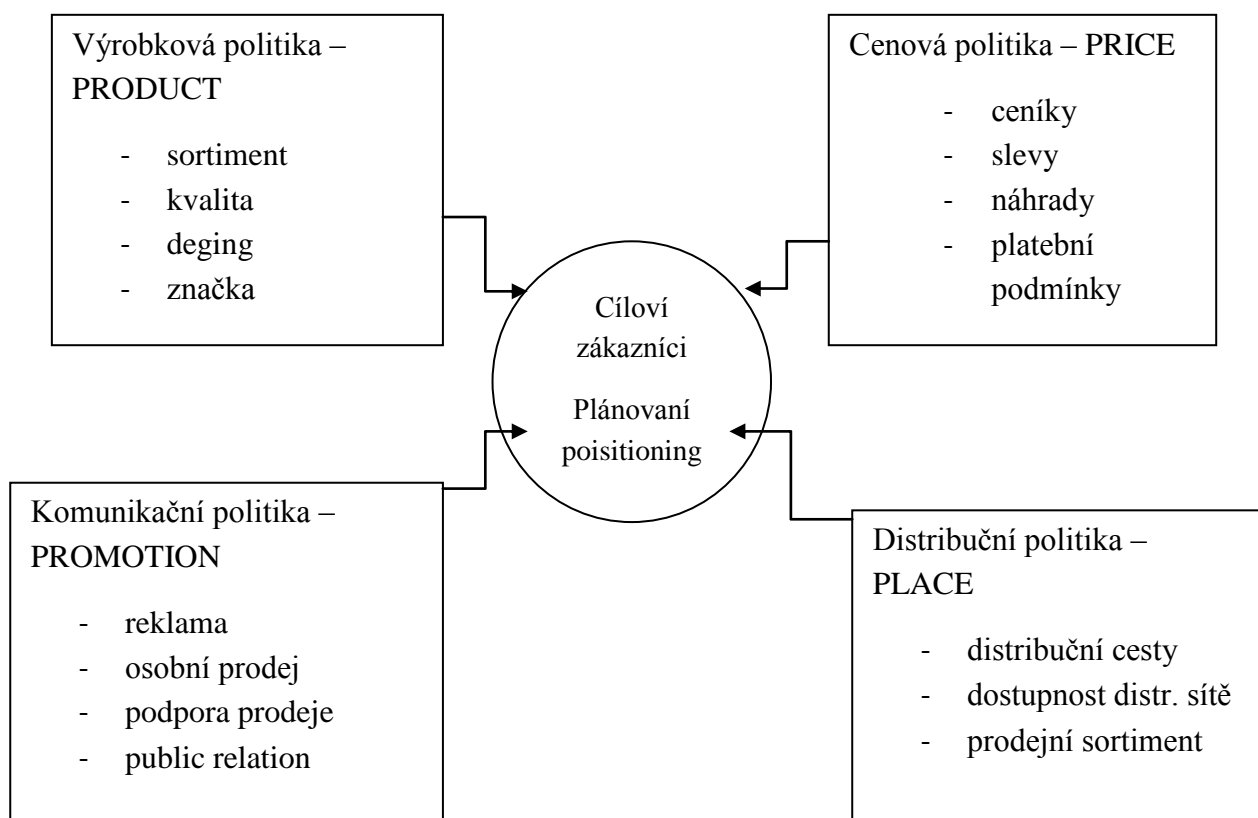 Výrobková politika –
PRODUCT
- sortiment
- kvalita
- deging
- značka
Cenová politika – PRICE
- ceníky
- slevy
- náhrady
- platební
podmínky
Cíloví
zákazníci
Plánovaní
poisitioning
Komunikační politika –
PROMOTION
- reklama
- osobní prodej
- podpora prodeje
- public relation
Distribuční politika –
PLACE
- distribuční cesty
- dostupnost distr. sítě
- prodejní sortiment